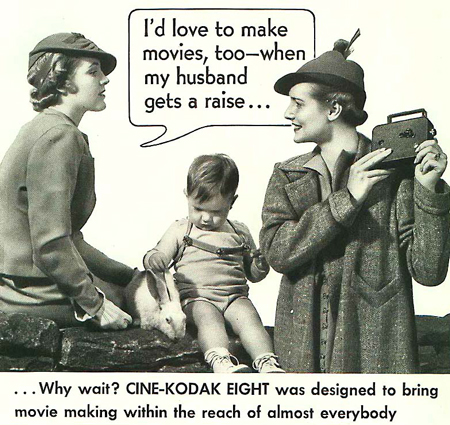 I'd love to make
movies, too—when
my husband
gets a raise...
...Why wait? CINE-KODAK EIGHT was designed to bring
movie making within the reach of almost everybody